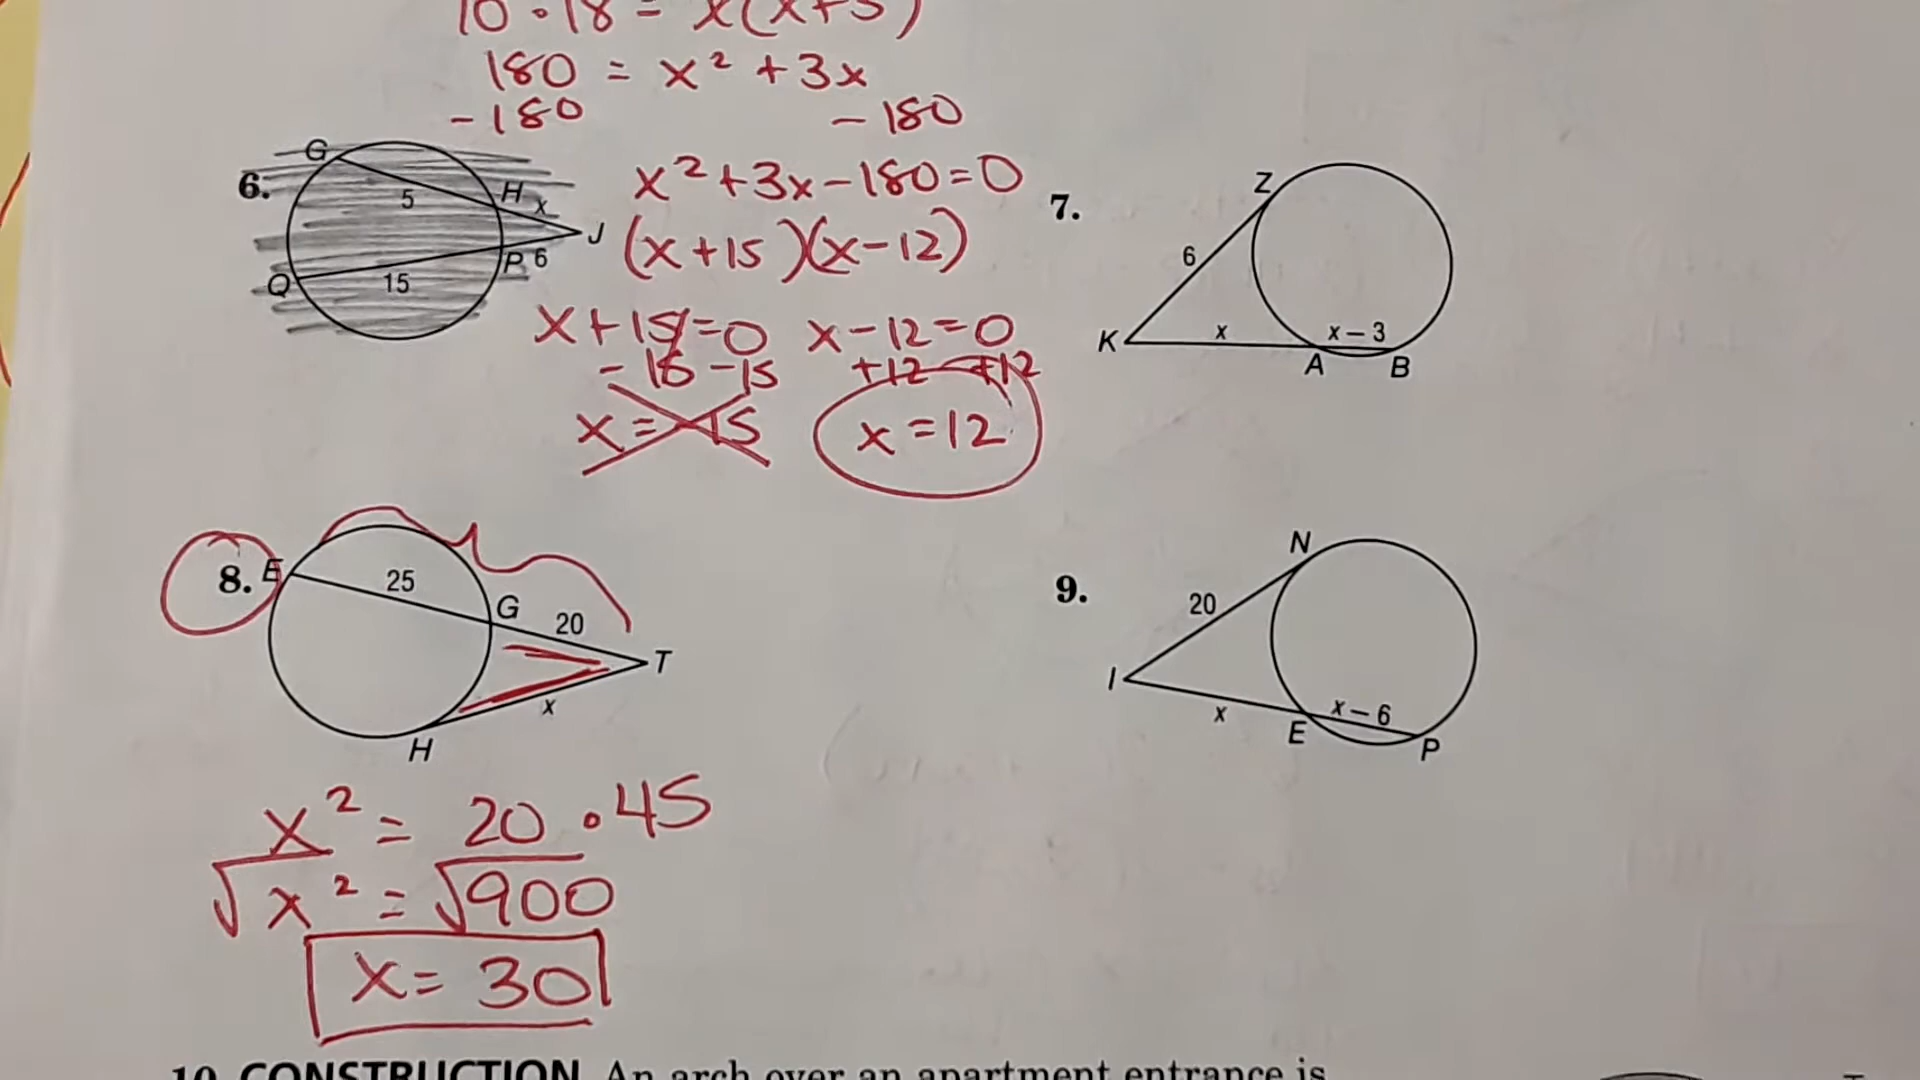 10 · 18 = x(x+3)
180 = x² + 3x
-180 -180
x² + 3x - 180 = 0
(x + 15)(x - 12)
x + 15 = 0 x - 12 = 0
- 15 - 15 + 12 + 12
x = -15 x = 12
6.
G
5
H x
J
P 6
Q 15
7.
Z
6
K x x – 3
A B
8. E
25
G
20
T
x
H
x² = 20 · 45
√x² = √900
x = 30
9.
N
20
I
x x – 6
E P
10. CONSTRUCTION An arch over an apartment entrance is